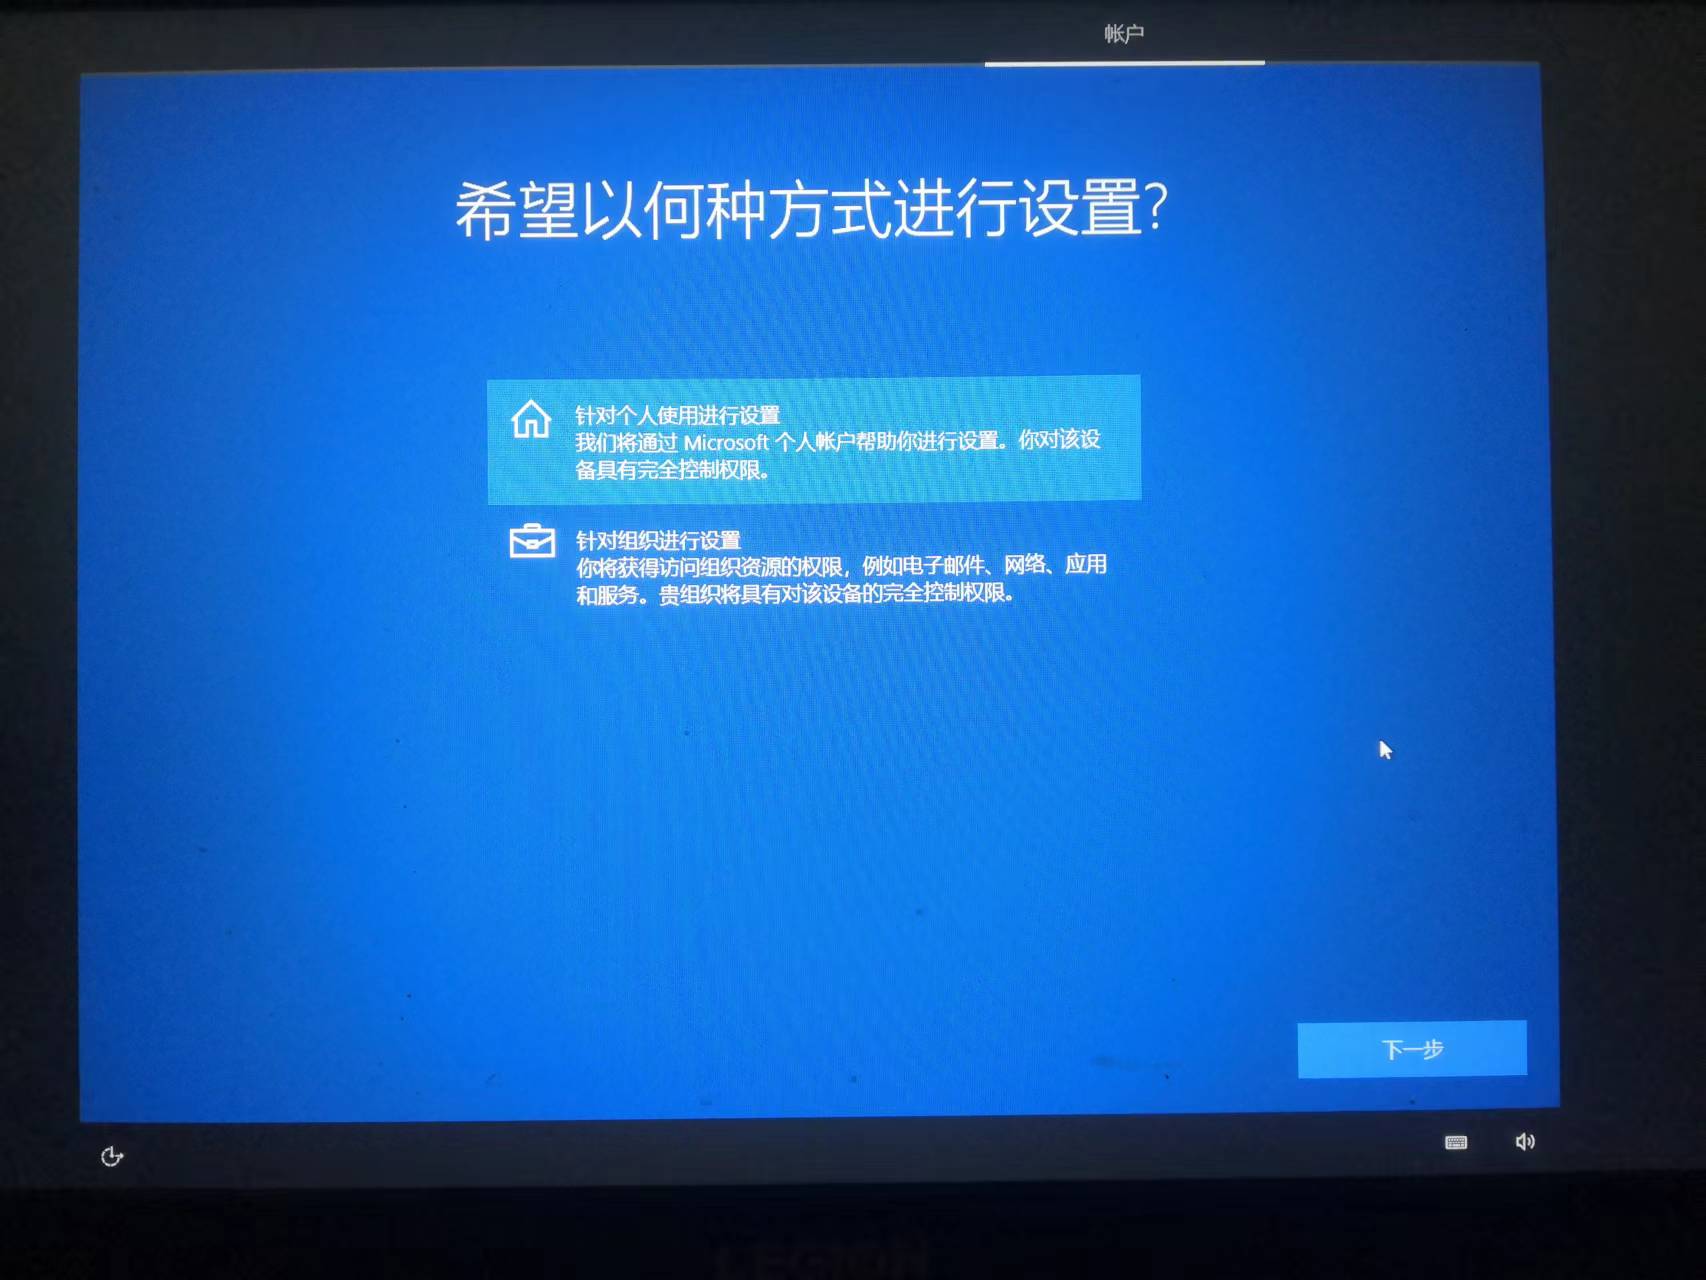 帐户
希望以何种方式进行设置?
针对个人使用进行设置
我们将通过 Microsoft 个人帐户帮助你进行设置。你对该设
备具有完全控制权限。
针对组织进行设置
你将获得访问组织资源的权限，例如电子邮件、网络、应用
和服务。贵组织将具有对该设备的完全控制权限。
下一步